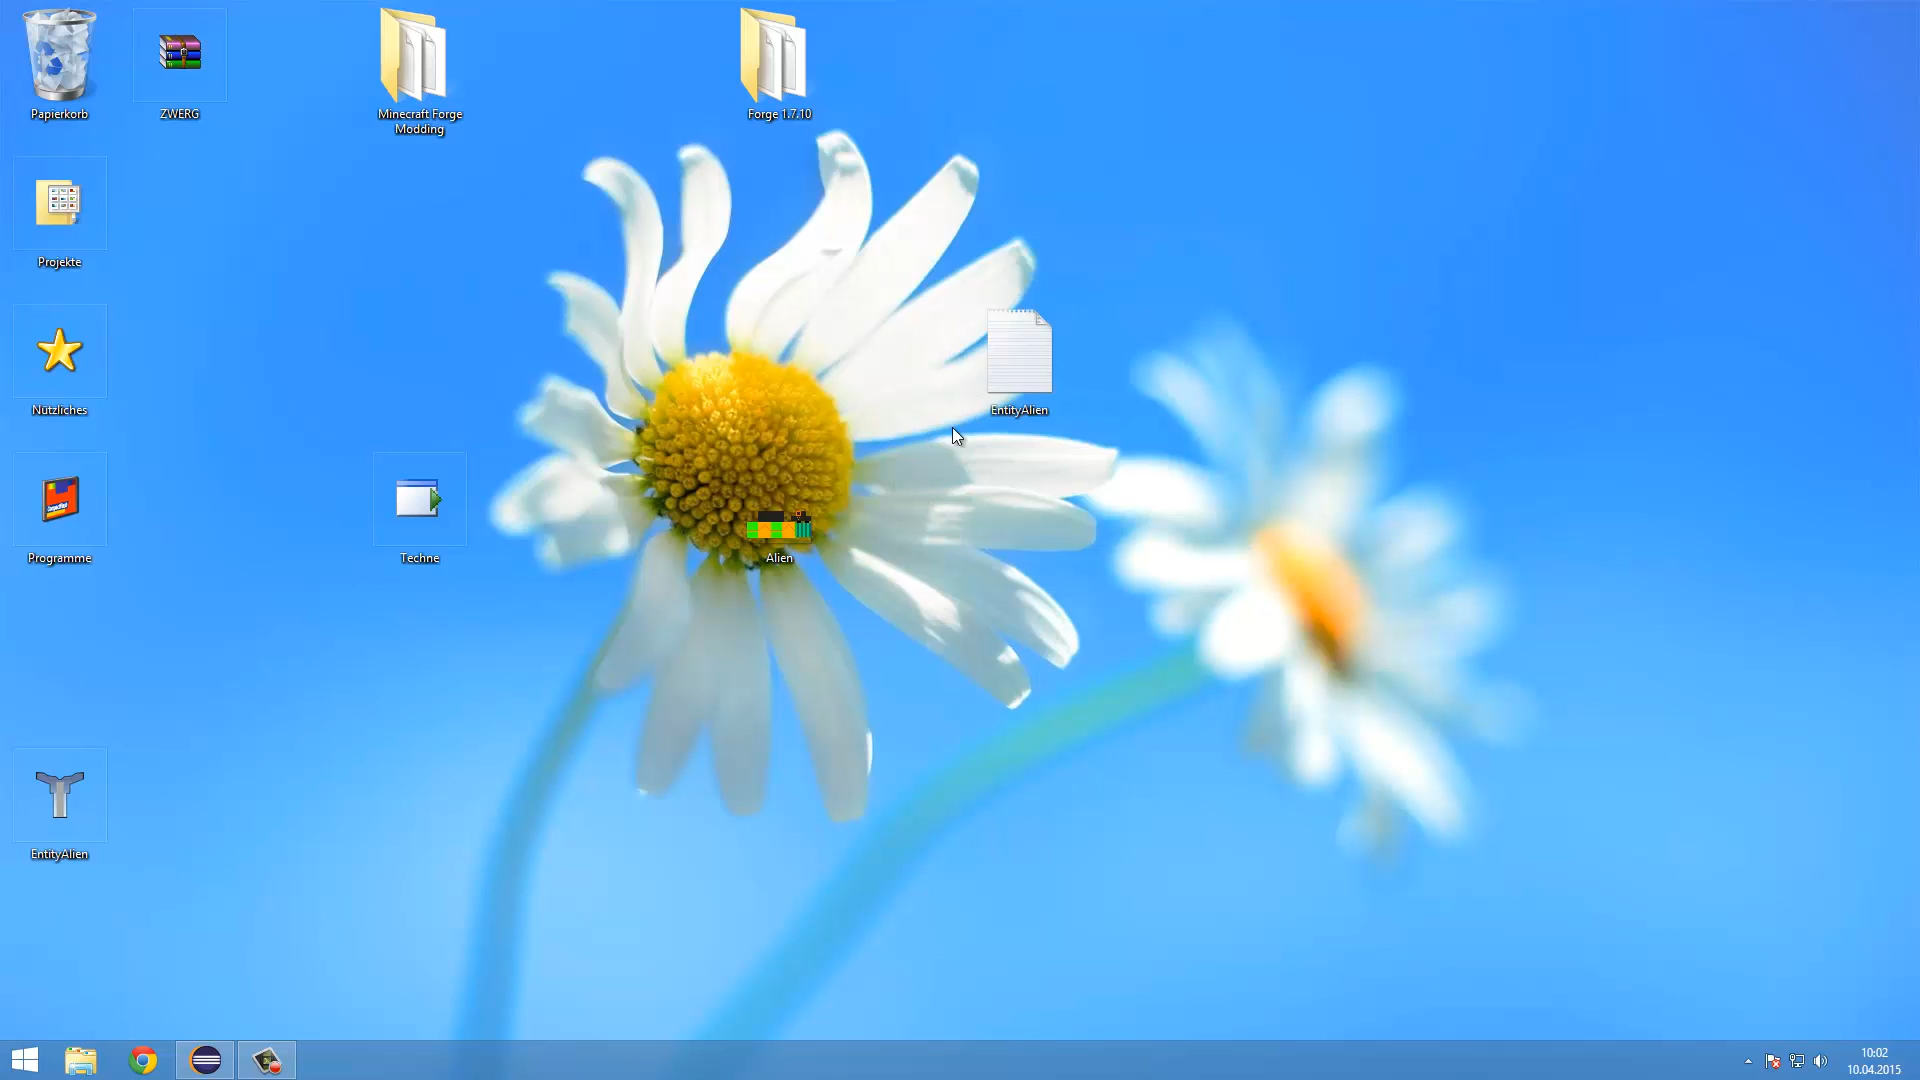 Papierkorb
ZWERG
Minecraft Forge
Modding
Forge 1.7.10
Projekte
Nützliches
EntityAlien
Programme
Techne
Alien
EntityAlien
10:02
10.04.2015